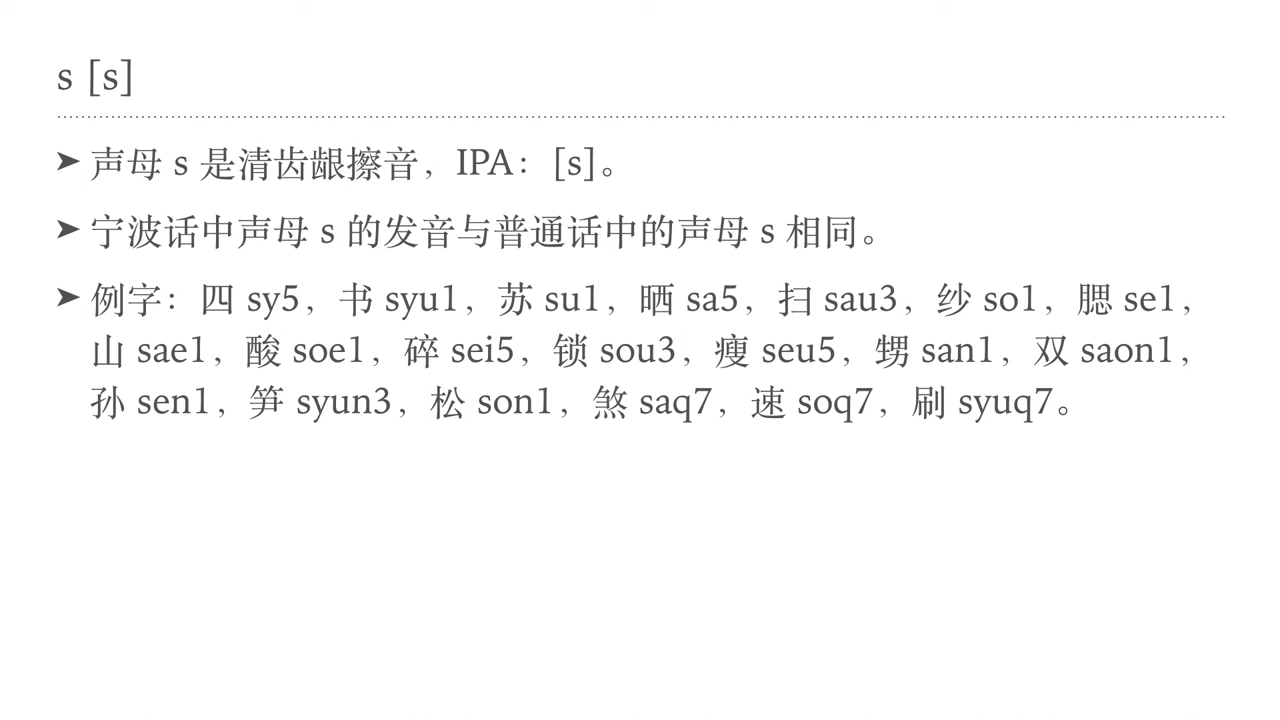 s [s]
➤ 声母 s 是清齿龈擦音，IPA：[s]。
➤ 宁波话中声母 s 的发音与普通话中的声母 s 相同。
➤ 例字：四 sy5，书 syu1，苏 su1，晒 sa5，扫 sau3，纱 so1，腮 se1，
山 sae1，酸 soe1，碎 sei5，锁 sou3，瘦 seu5，甥 san1，双 saon1，
孙 sen1，笋 syun3，松 son1，煞 saq7，速 soq7，刷 syuq7。